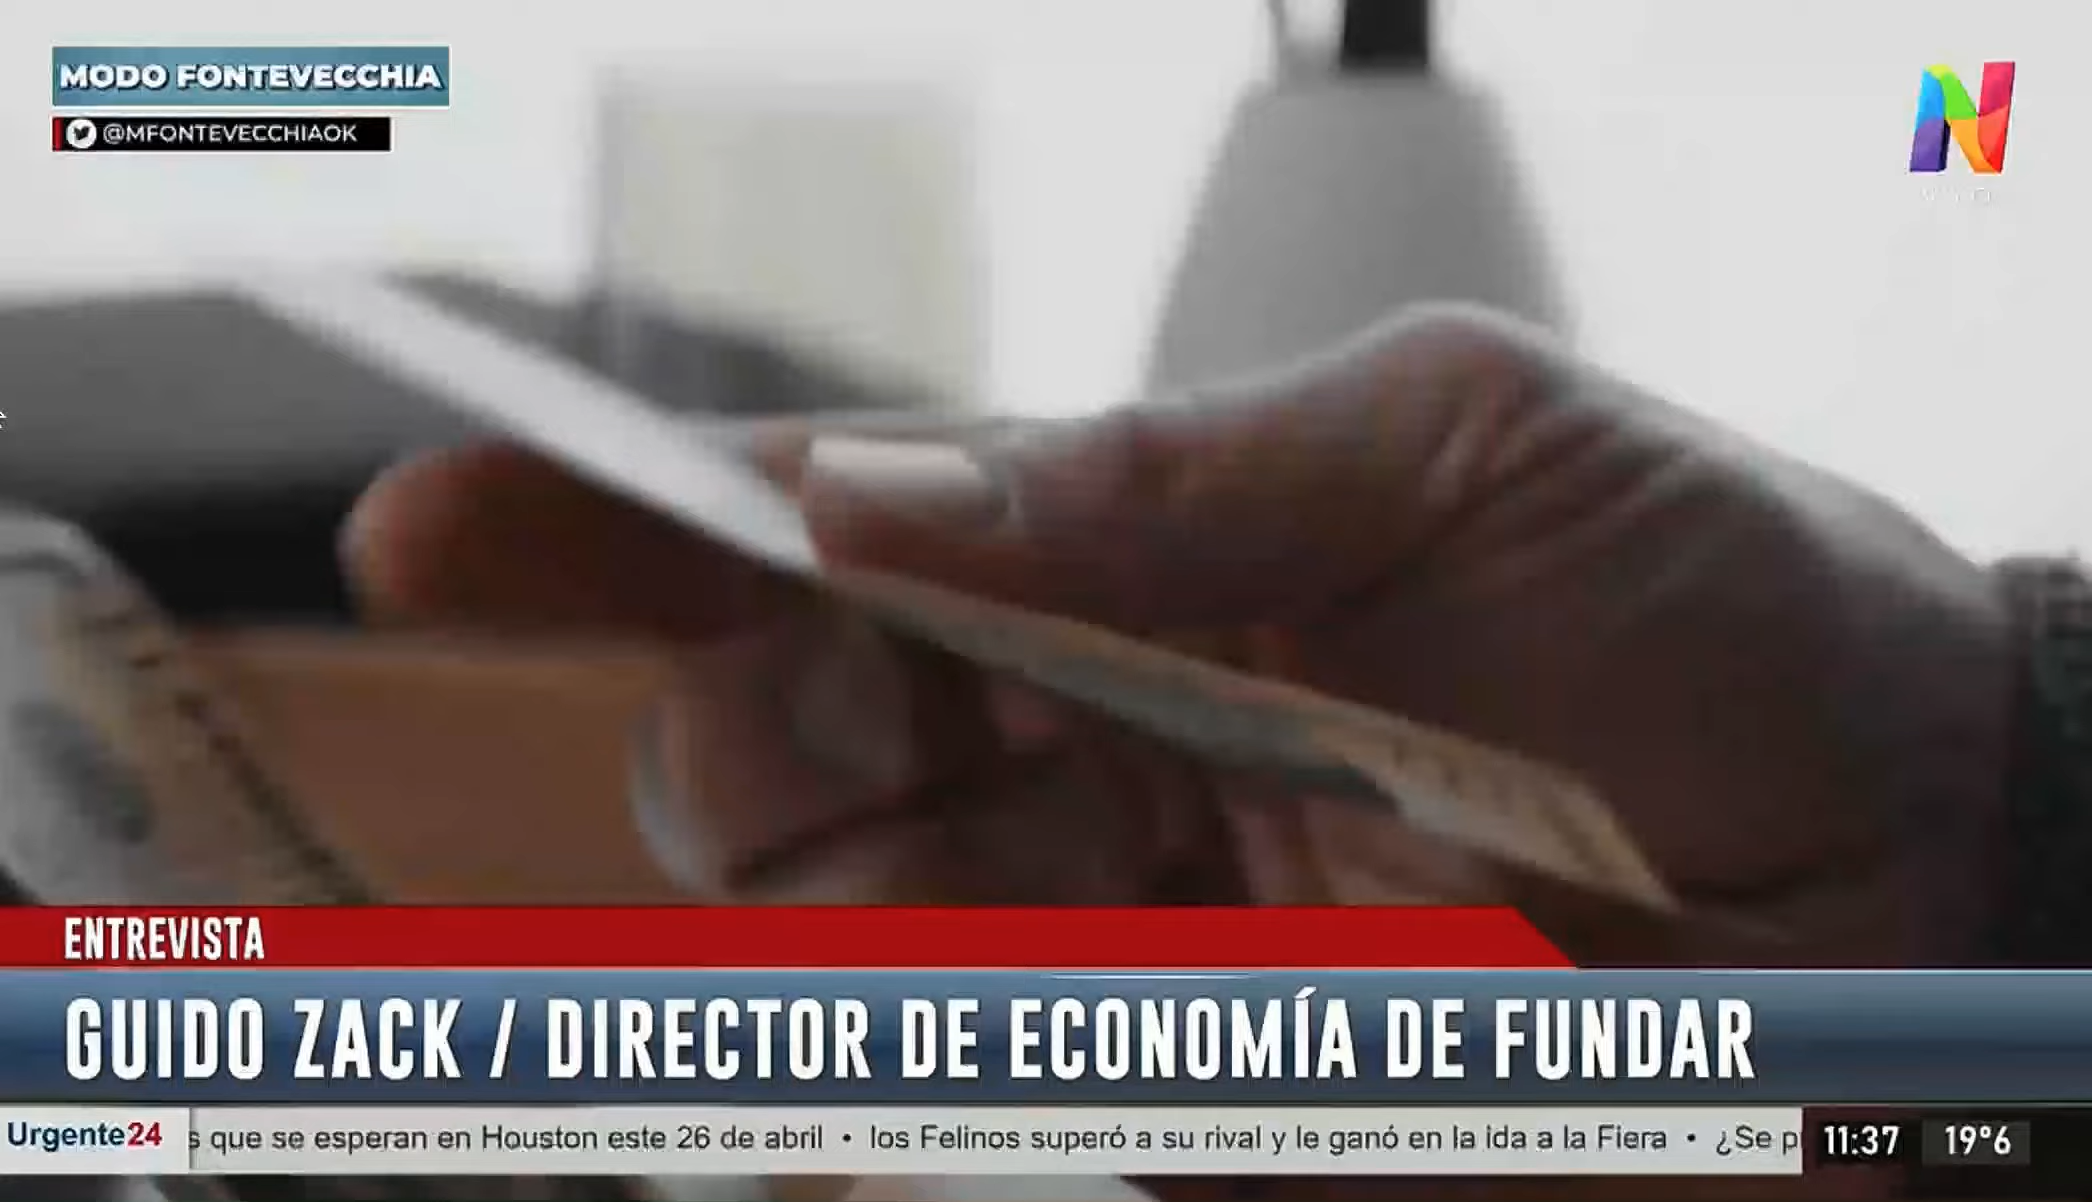 MODO FONTEVECCHIA
@MFONTEVECCHIAOK
N
ENTREVISTA
GUIDO ZACK / DIRECTOR DE ECONOMÍA DE FUNDAR
Urgente24
s que se esperan en Houston este 26 de abril • los Felinos superó a su rival y le ganó en la ida a la Fiera • ¿Se p
11:37 19°6